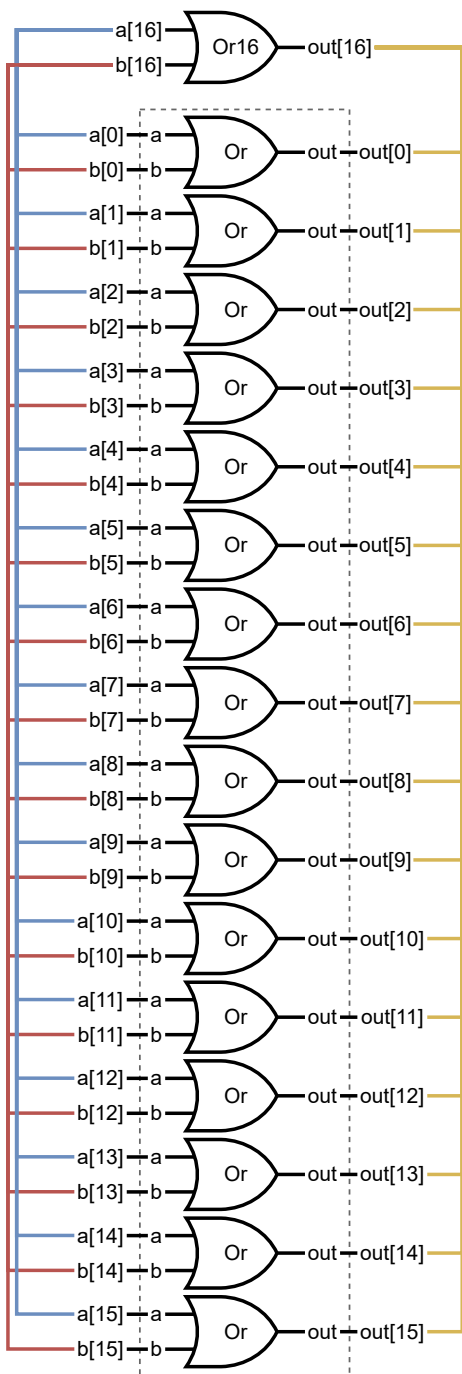 a[16] Or16 out[16]
b[16]
a[0] a Or out out[0]
b[0] b
a[1] a Or out out[1]
b[1] b
a[2] a Or out out[2]
b[2] b
a[3] a Or out out[3]
b[3] b
a[4] a Or out out[4]
b[4] b
a[5] a Or out out[5]
b[5] b
a[6] a Or out out[6]
b[6] b
a[7] a Or out out[7]
b[7] b
a[8] a Or out out[8]
b[8] b
a[9] a Or out out[9]
b[9] b
a[10] a Or out out[10]
b[10] b
a[11] a Or out out[11]
b[11] b
a[12] a Or out out[12]
b[12] b
a[13] a Or out out[13]
b[13] b
a[14] a Or out out[14]
b[14] b
a[15] a Or out out[15]
b[15] b